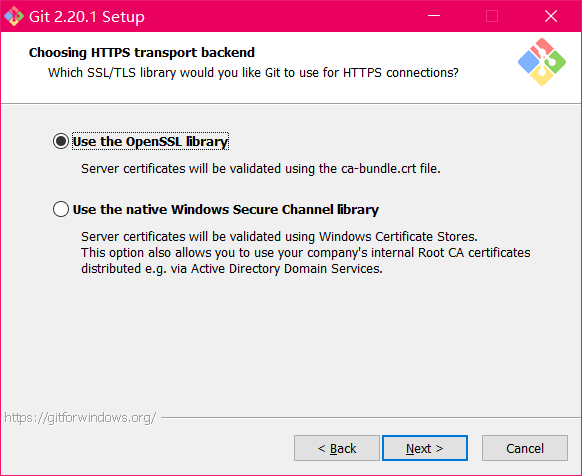 Git 2.20.1 Setup
Choosing HTTPS transport backend
Which SSL/TLS library would you like Git to use for HTTPS connections?
Use the OpenSSL library
Server certificates will be validated using the ca-bundle.crt file.
Use the native Windows Secure Channel library
Server certificates will be validated using Windows Certificate Stores.
This option also allows you to use your company's internal Root CA certificates
distributed e.g. via Active Directory Domain Services.
https://gitforwindows.org/
< Back Next > Cancel